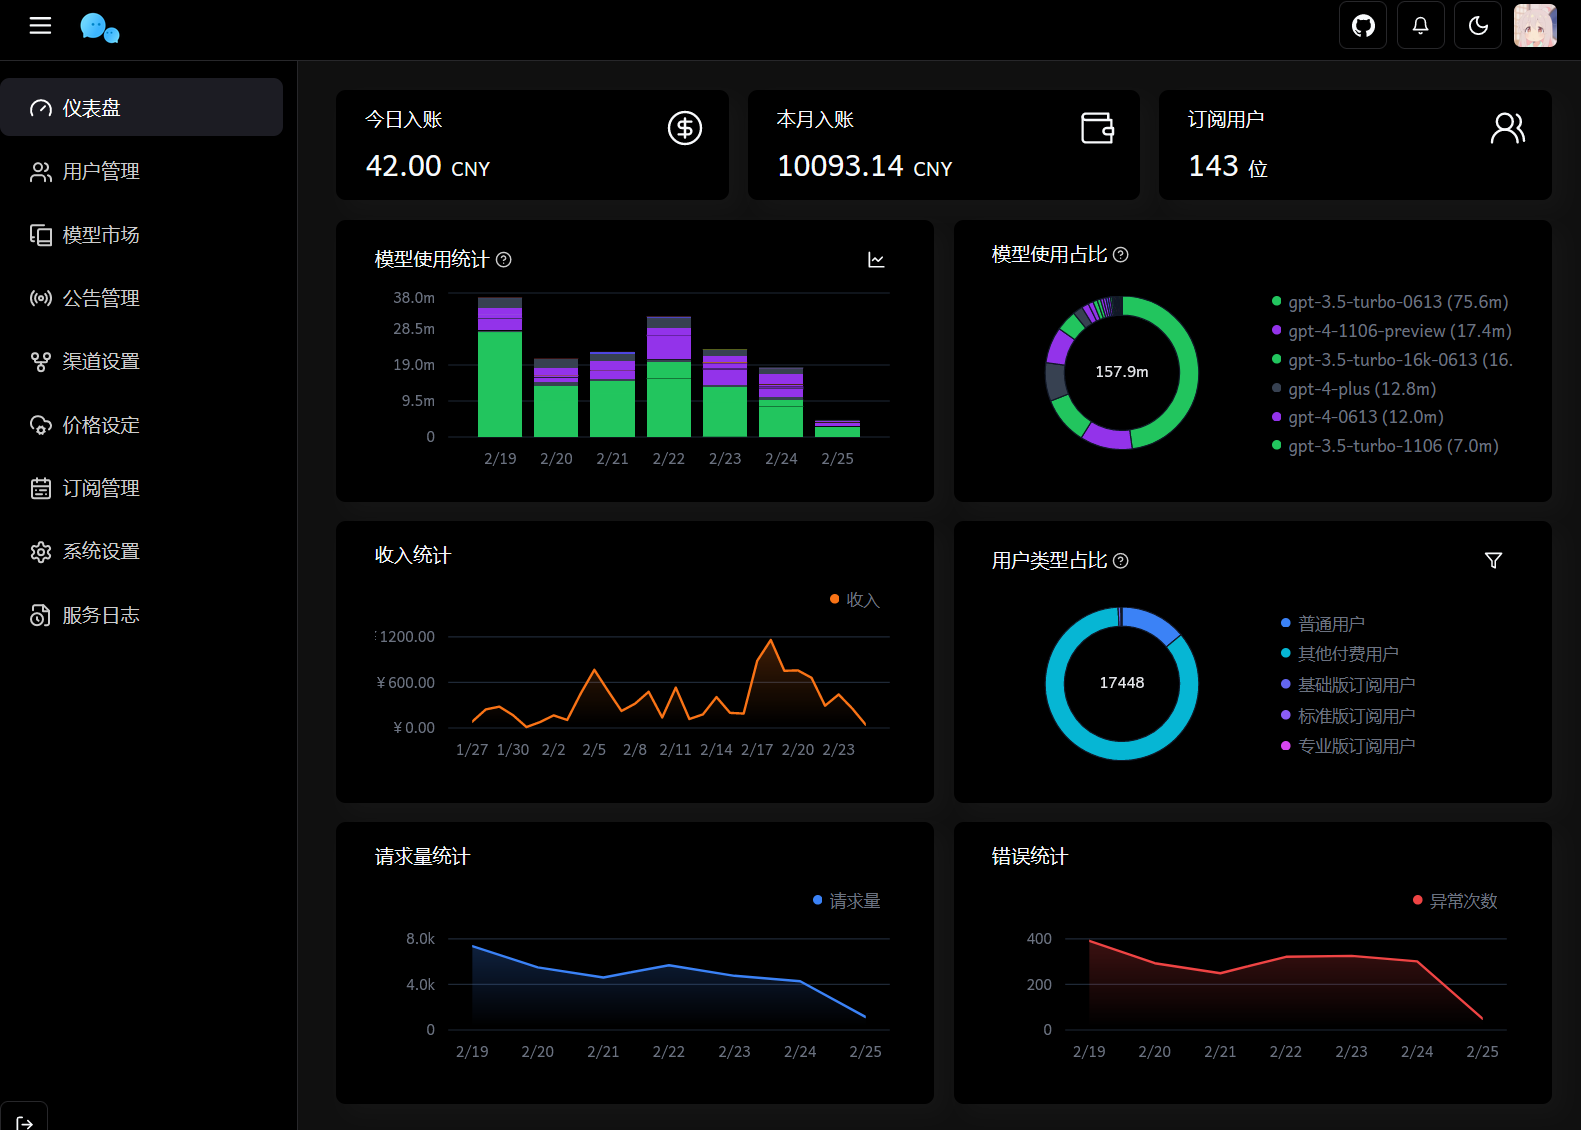 仪表盘
用户管理
模型市场
公告管理
渠道设置
价格设定
订阅管理
系统设置
服务日志
今日入账
42.00 CNY
本月入账
10093.14 CNY
订阅用户
143 位
模型使用统计
38.0m
28.5m
19.0m
9.5m
0
2/19 2/20 2/21 2/22 2/23 2/24 2/25
模型使用占比
157.9m
gpt-3.5-turbo-0613 (75.6m)
gpt-4-1106-preview (17.4m)
gpt-3.5-turbo-16k-0613 (16.
gpt-4-plus (12.8m)
gpt-4-0613 (12.0m)
gpt-3.5-turbo-1106 (7.0m)
收入统计
收入
1200.00
¥600.00
¥0.00
1/27 1/30 2/2 2/5 2/8 2/11 2/14 2/17 2/20 2/23
用户类型占比
17448
普通用户
其他付费用户
基础版订阅用户
标准版订阅用户
专业版订阅用户
请求量统计
请求量
8.0k
4.0k
0
2/19 2/20 2/21 2/22 2/23 2/24 2/25
错误统计
异常次数
400
200
0
2/19 2/20 2/21 2/22 2/23 2/24 2/25